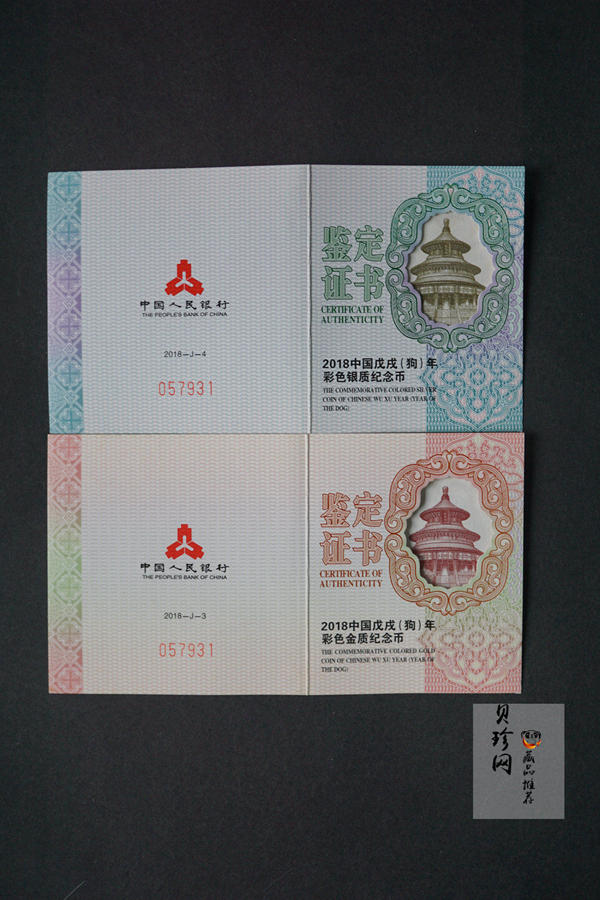 中国人民银行
THE PEOPLE'S BANK OF CHINA
2018-J-4
057931
鉴定
证书
CERTIFICATE OF
AUTHENTICITY
2018中国戊戌(狗)年
彩色银质纪念币
THE COMMEMORATIVE COLORED SILVER
COIN OF CHINESE WU XU YEAR (YEAR OF
THE DOG)
中国人民银行
THE PEOPLE'S BANK OF CHINA
2018-J-3
057931
鉴定
证书
CERTIFICATE OF
AUTHENTICITY
2018中国戊戌(狗)年
彩色金质纪念币
THE COMMEMORATIVE COLORED GOLD
COIN OF CHINESE WU XU YEAR (YEAR OF
THE DOG)
贝珍网
藏品推荐